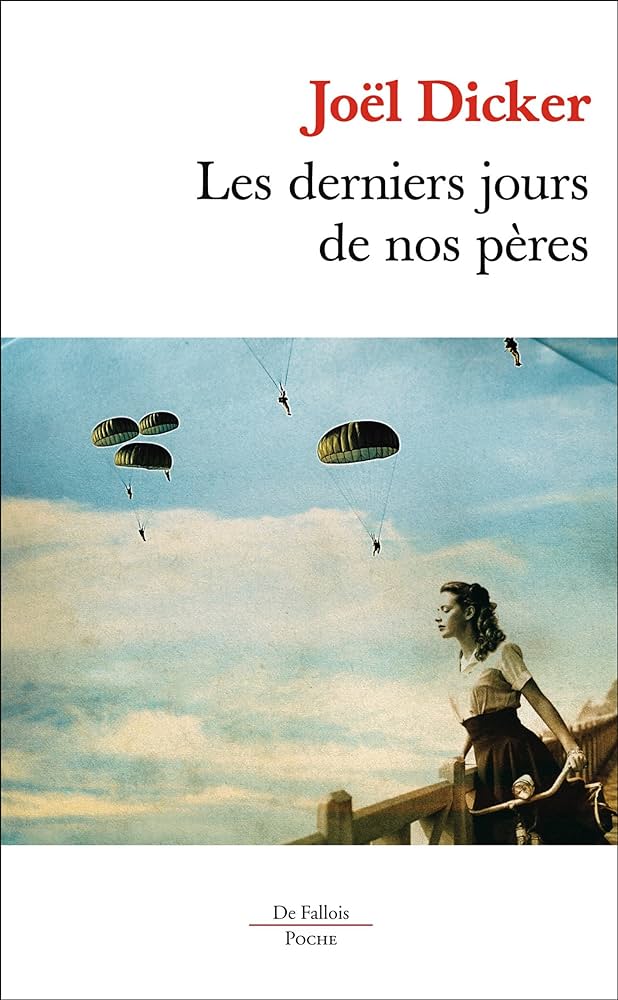 Joël Dicker
Les derniers jours
de nos pères
De Fallois
POCHE